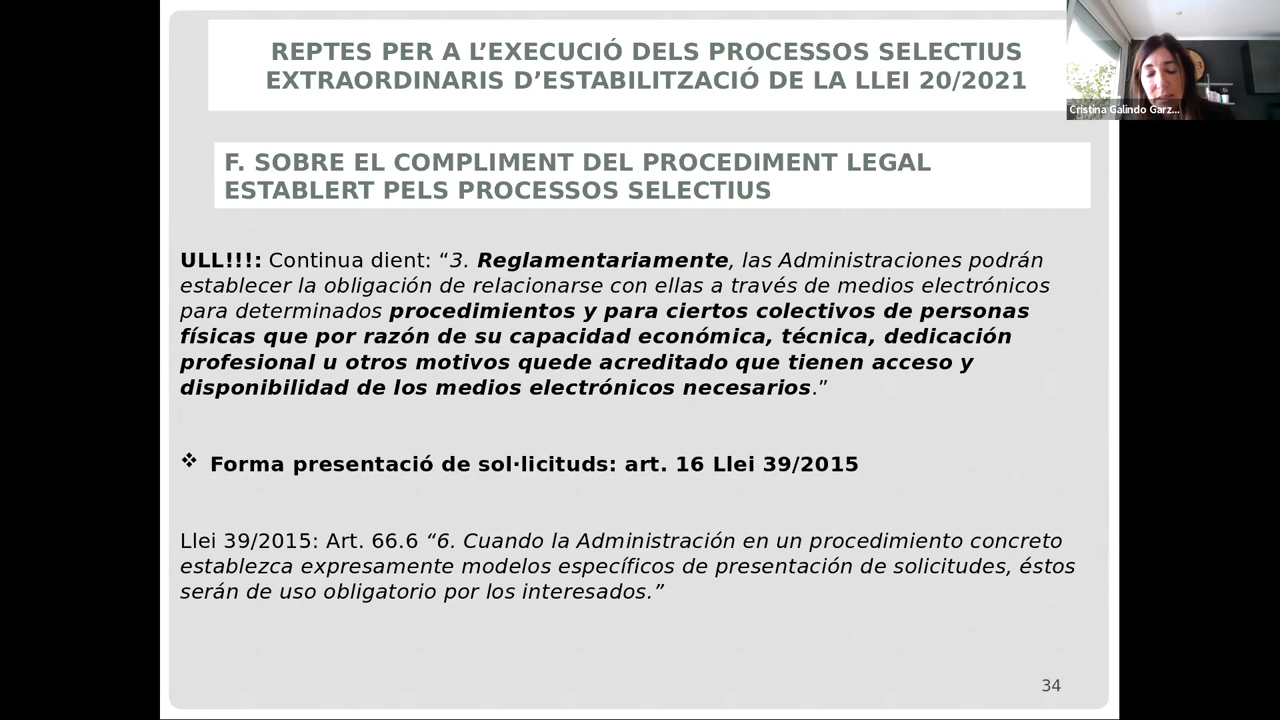 REPTES PER A L’EXECUCIÓ DELS PROCESSOS SELECTIUS
EXTRAORDINARIS D’ESTABILITZACIÓ DE LA LLEI 20/2021
Cristina Galindo Garz...
F. SOBRE EL COMPLIMENT DEL PROCEDIMENT LEGAL
ESTABLERT PELS PROCESSOS SELECTIUS
ULL!!!: Continua dient: “3. Reglamentariamente, las Administraciones podrán
establecer la obligación de relacionarse con ellas a través de medios electrónicos
para determinados procedimientos y para ciertos colectivos de personas
físicas que por razón de su capacidad económica, técnica, dedicación
profesional u otros motivos quede acreditado que tienen acceso y
disponibilidad de los medios electrónicos necesarios.”
❖ Forma presentació de sol·licituds: art. 16 Llei 39/2015
Llei 39/2015: Art. 66.6 “6. Cuando la Administración en un procedimiento concreto
establezca expresamente modelos específicos de presentación de solicitudes, éstos
serán de uso obligatorio por los interesados.”
34